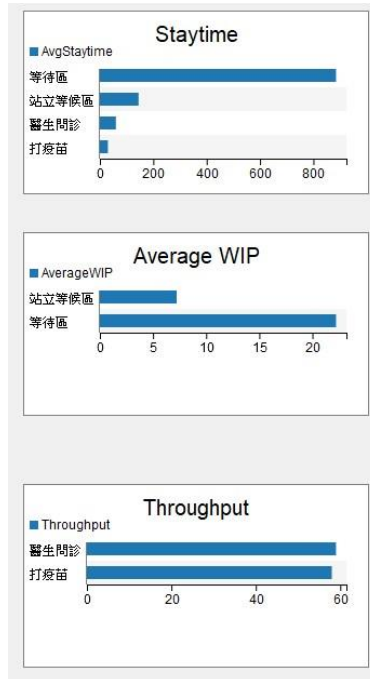 Staytime
AvgStaytime
等待區
站立等候區
醫生問診
打疫苗
0 200 400 600 800
Average WIP
AverageWIP
站立等候區
等待區
0 5 10 15 20
Throughput
Throughput
醫生問診
打疫苗
0 20 40 60